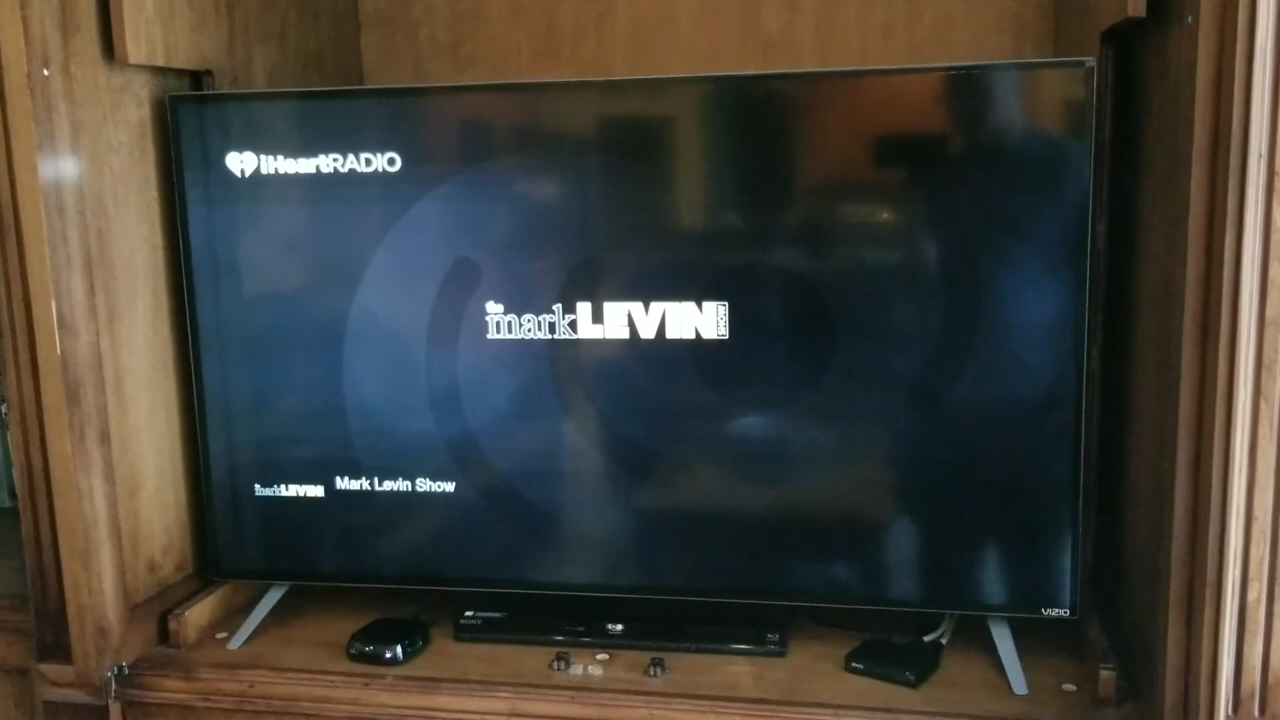 iHeartRADIO
the
markLEVIN SHOW
markLEVIN
Mark Levin Show
VIZIO
SONY